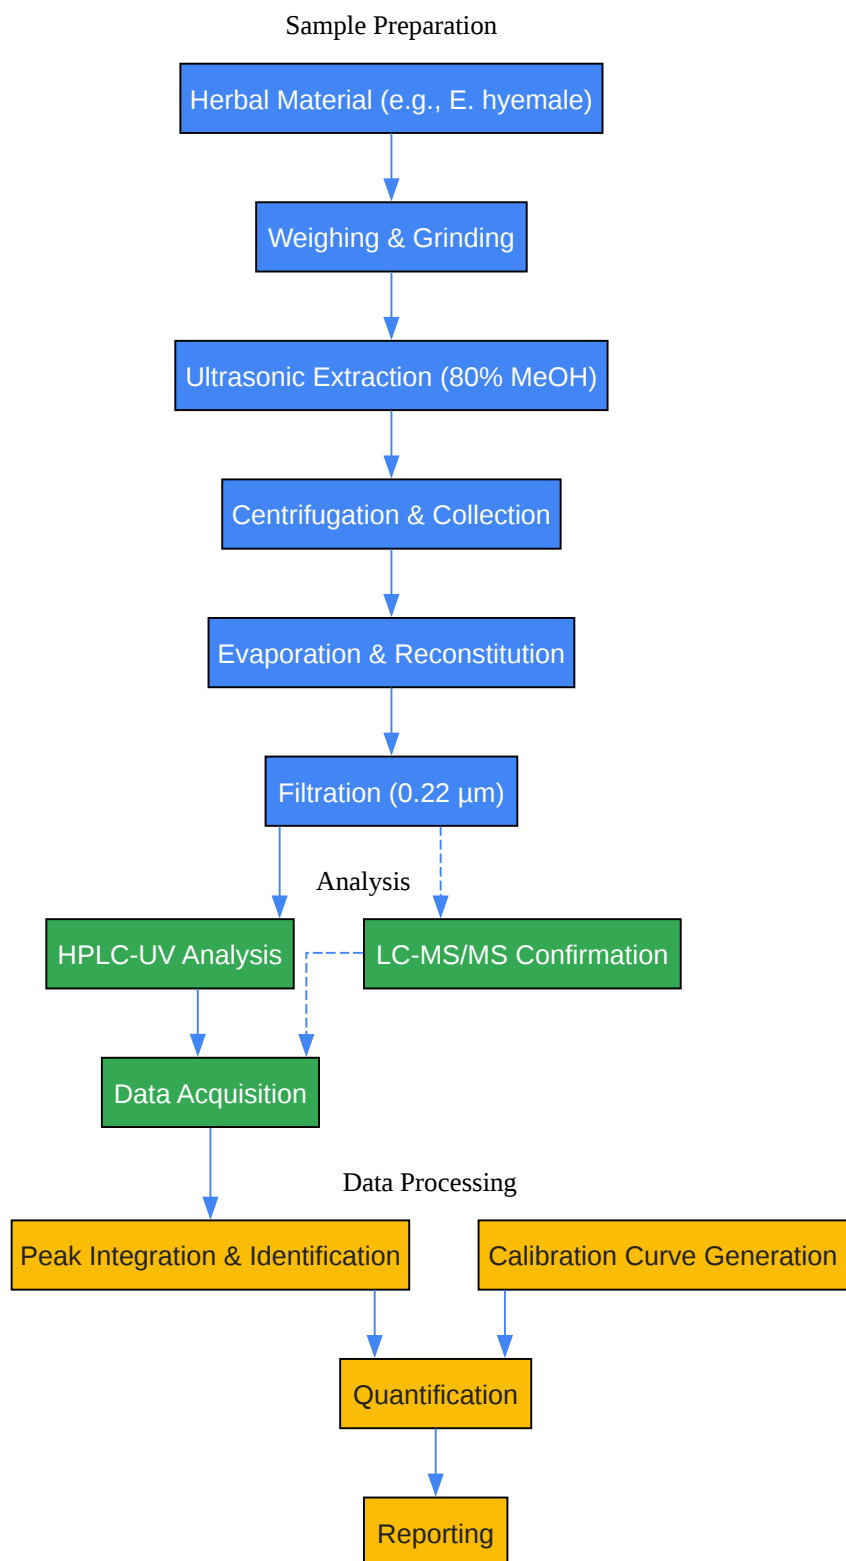 Sample Preparation
Herbal Material (e.g., E. hyemale)
Weighing & Grinding
Ultrasonic Extraction (80% MeOH)
Centrifugation & Collection
Evaporation & Reconstitution
Filtration (0.22 µm)
Analysis
HPLC-UV Analysis
LC-MS/MS Confirmation
Data Acquisition
Data Processing
Peak Integration & Identification
Calibration Curve Generation
Quantification
Reporting